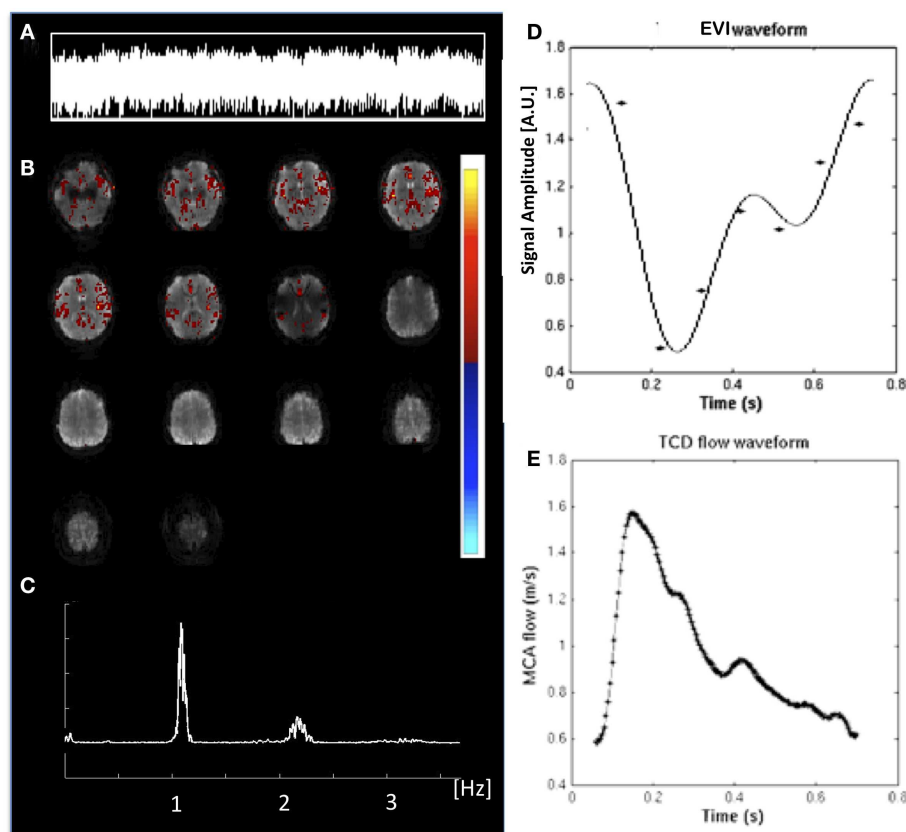 A
B
C
1 2 3 [Hz]
D
EVI waveform
Signal Amplitude [A.U.]
1.8
1.6
1.4
1.2
1
0.8
0.6
0.4
0 0.2 0.4 0.6 0.8
Time (s)
E
TCD flow waveform
MCA flow (m/s)
1.8
1.6
1.4
1.2
1
0.8
0.6
0.4
0 0.2 0.4 0.6 0.8
Time (s)